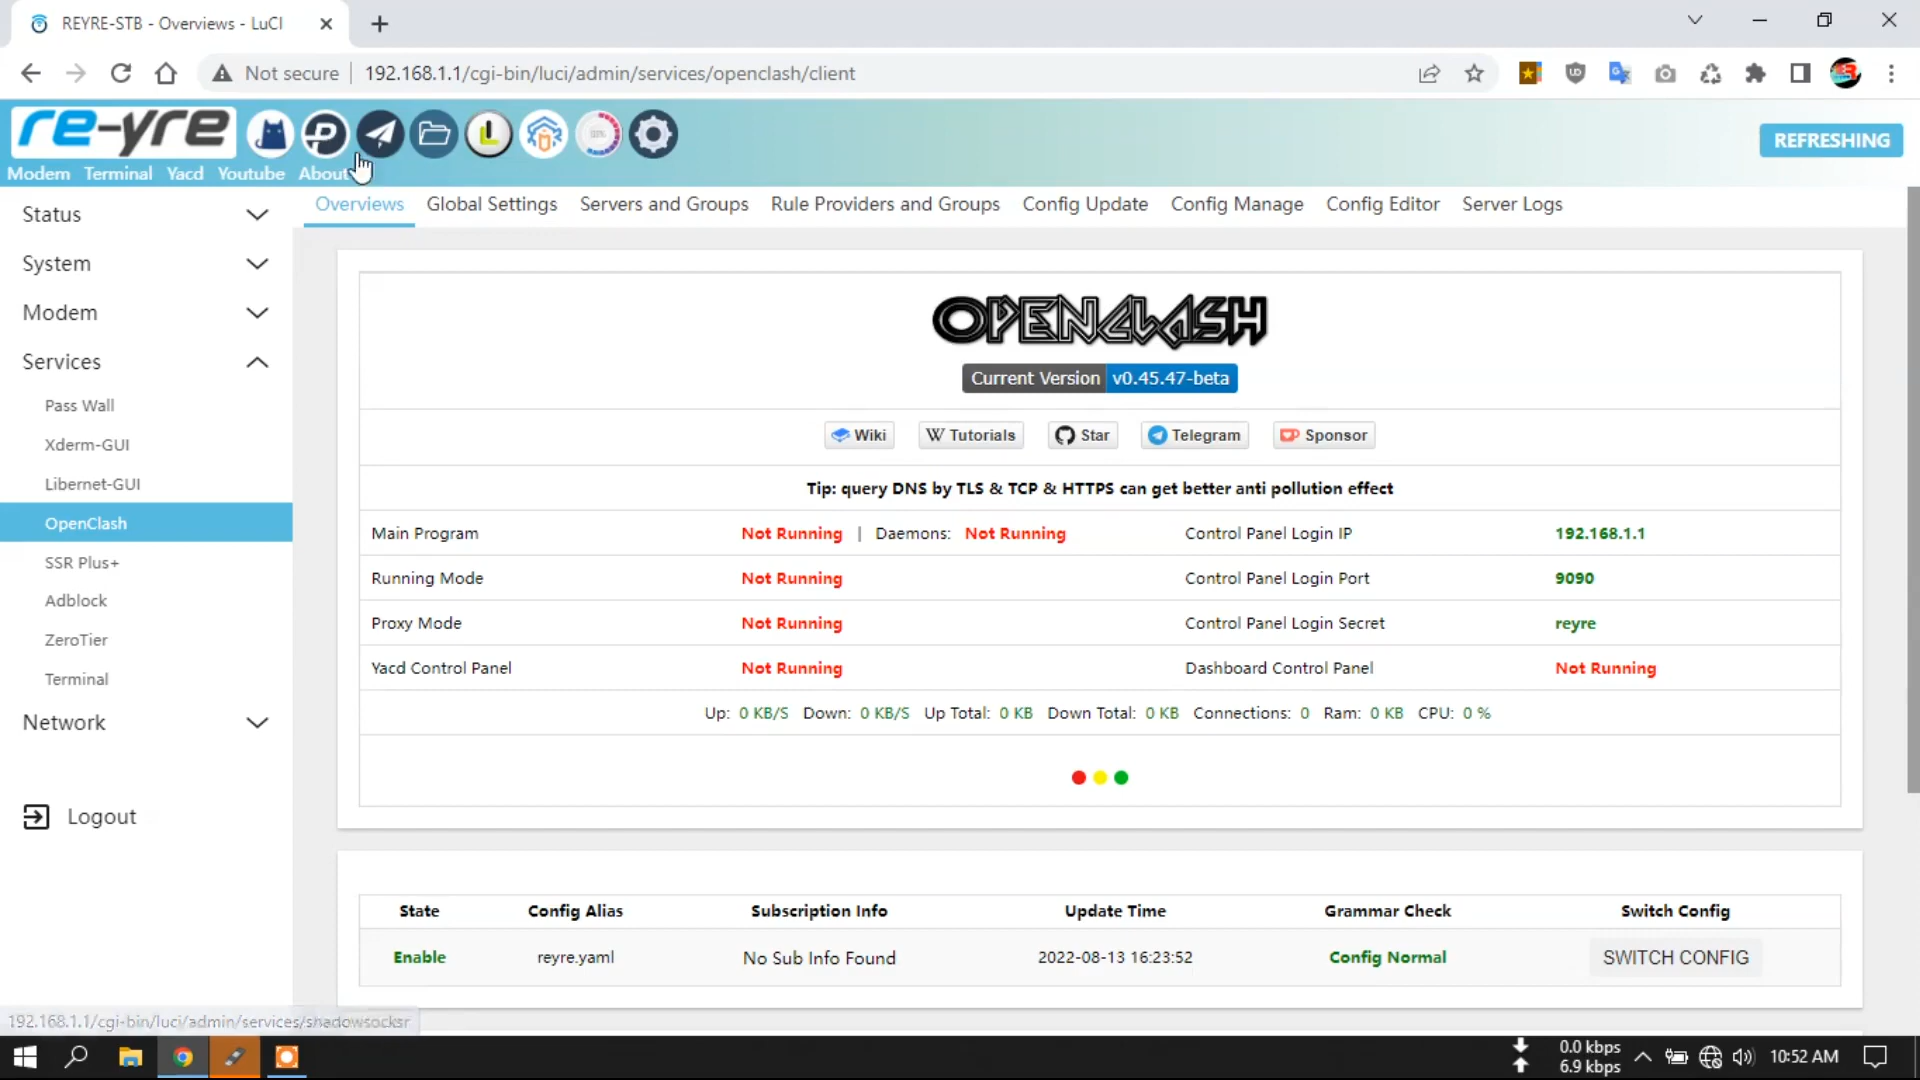 REYRE-STB - Overviews - LuCI
Not secure 192.168.1.1/cgi-bin/luci/admin/services/openclash/client
re-yre
REFRESHING
Modem Terminal Yacd Youtube About
Status
System
Modem
Services
Pass Wall
Xderm-GUI
Libernet-GUI
OpenClash
SSR Plus+
Adblock
ZeroTier
Terminal
Network
Logout
Overviews Global Settings Servers and Groups Rule Providers and Groups Config Update Config Manage Config Editor Server Logs
OPENCLASH
Current Version v0.45.47-beta
Wiki W Tutorials Star Telegram Sponsor
Tip: query DNS by TLS & TCP & HTTPS can get better anti pollution effect
Main Program Not Running | Daemons: Not Running Control Panel Login IP 192.168.1.1
Running Mode Not Running Control Panel Login Port 9090
Proxy Mode Not Running Control Panel Login Secret reyre
Yacd Control Panel Not Running Dashboard Control Panel Not Running
Up: 0 KB/S Down: 0 KB/S Up Total: 0 KB Down Total: 0 KB Connections: 0 Ram: 0 KB CPU: 0 %
State Config Alias Subscription Info Update Time Grammar Check Switch Config
Enable reyre.yaml No Sub Info Found 2022-08-13 16:23:52 Config Normal SWITCH CONFIG
192.168.1.1/cgi-bin/luci/admin/services/shadowsocksr
0.0 kbps
6.9 kbps
10:52 AM